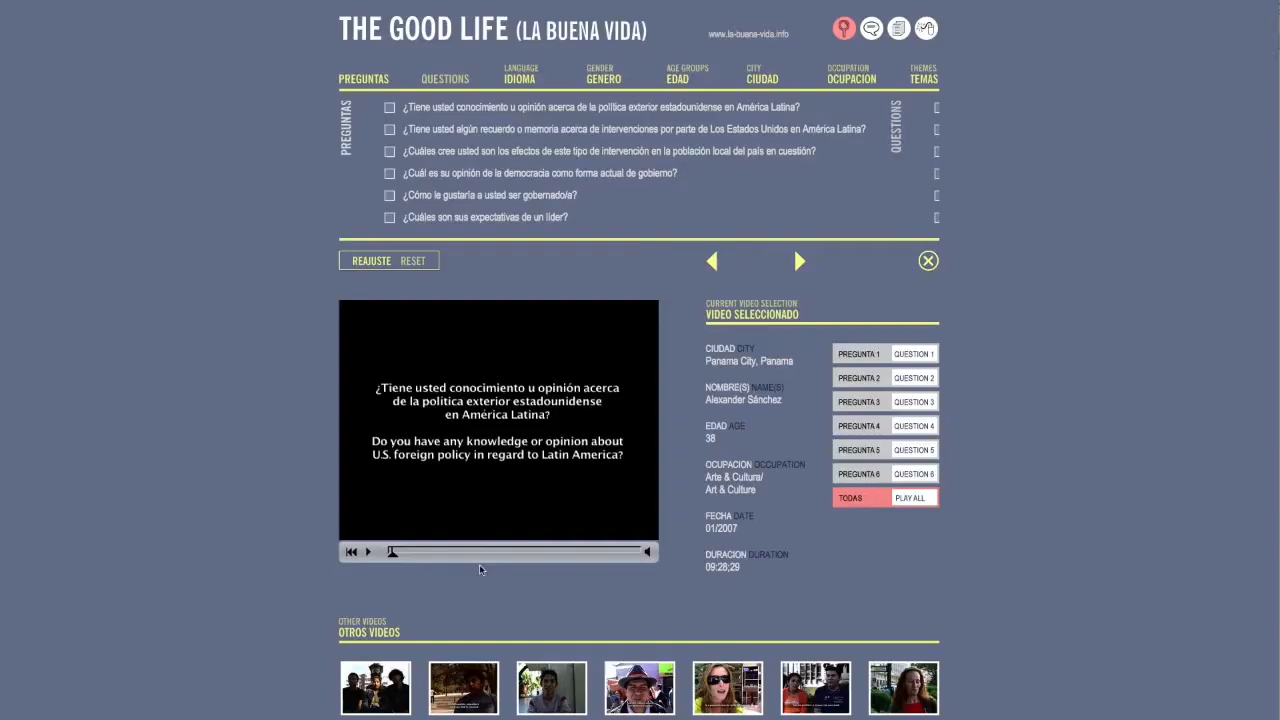 THE GOOD LIFE (LA BUENA VIDA)
www.la-buena-vida.info
PREGUNTAS
QUESTIONS
LANGUAGE
IDIOMA
GENDER
GENERO
AGE GROUPS
EDAD
CITY
CIUDAD
OCCUPATION
OCUPACION
THEMES
TEMAS
PREGUNTAS
¿Tiene usted conocimiento u opinión acerca de la política exterior estadounidense en América Latina?
¿Tiene usted algún recuerdo o memoria acerca de intervenciones por parte de Los Estados Unidos en América Latina?
¿Cuáles cree usted son los efectos de este tipo de intervención en la población local del país en cuestión?
¿Cuál es su opinión de la democracia como forma actual de gobierno?
¿Cómo le gustaría a usted ser gobernado/a?
¿Cuáles son sus expectativas de un líder?
QUESTIONS
REAJUSTE RESET
¿Tiene usted conocimiento u opinión acerca
de la política exterior estadounidense
en América Latina?
Do you have any knowledge or opinion about
U.S. foreign policy in regard to Latin America?
CURRENT VIDEO SELECTION
VIDEO SELECCIONADO
CIUDAD CITY
Panama City, Panama
NOMBRE(S) NAME(S)
Alexander Sánchez
EDAD AGE
38
OCUPACION OCCUPATION
Arte & Cultura/
Art & Culture
FECHA DATE
01/2007
DURACION DURATION
09:28;29
PREGUNTA 1 QUESTION 1
PREGUNTA 2 QUESTION 2
PREGUNTA 3 QUESTION 3
PREGUNTA 4 QUESTION 4
PREGUNTA 5 QUESTION 5
PREGUNTA 6 QUESTION 6
TODAS PLAY ALL
OTHER VIDEOS
OTROS VIDEOS